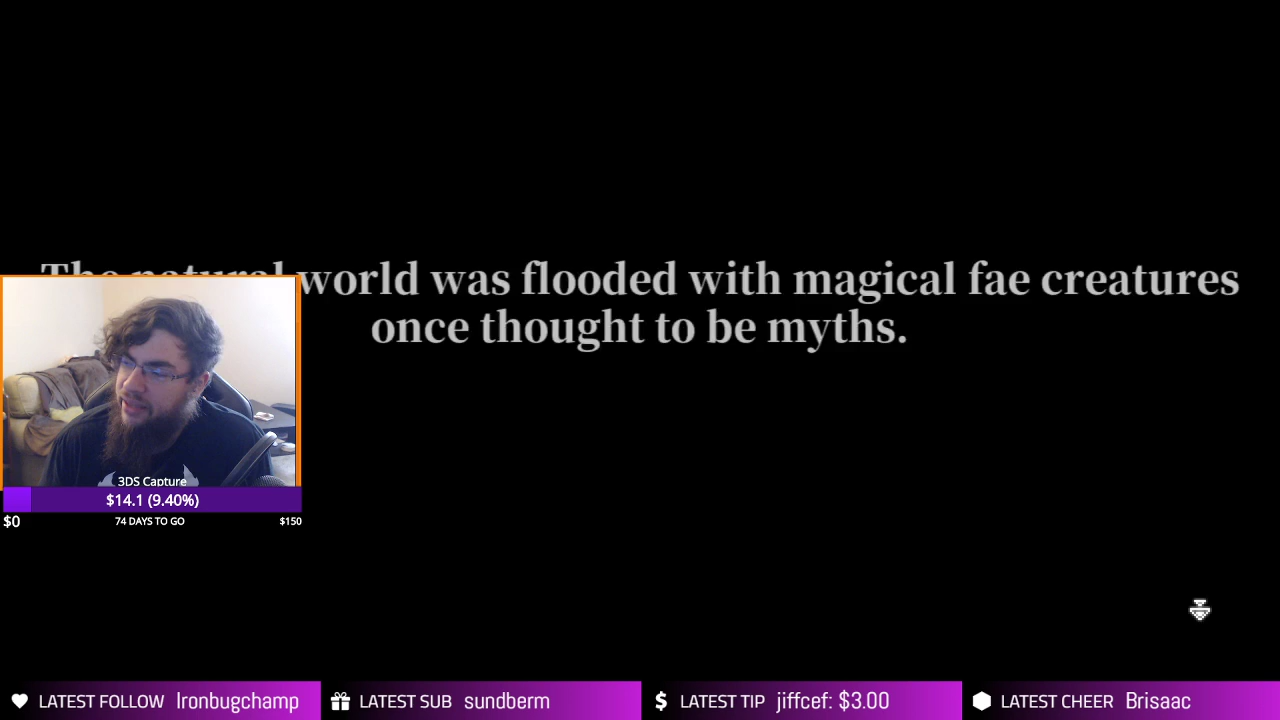 The natural world was flooded with magical fae creatures
once thought to be myths.
3DS Capture
$14.1 (9.40%)
$0 74 DAYS TO GO $150
LATEST FOLLOW Ironbugchamp LATEST SUB sundberm LATEST TIP jiffcef: $3.00 LATEST CHEER Brisaac